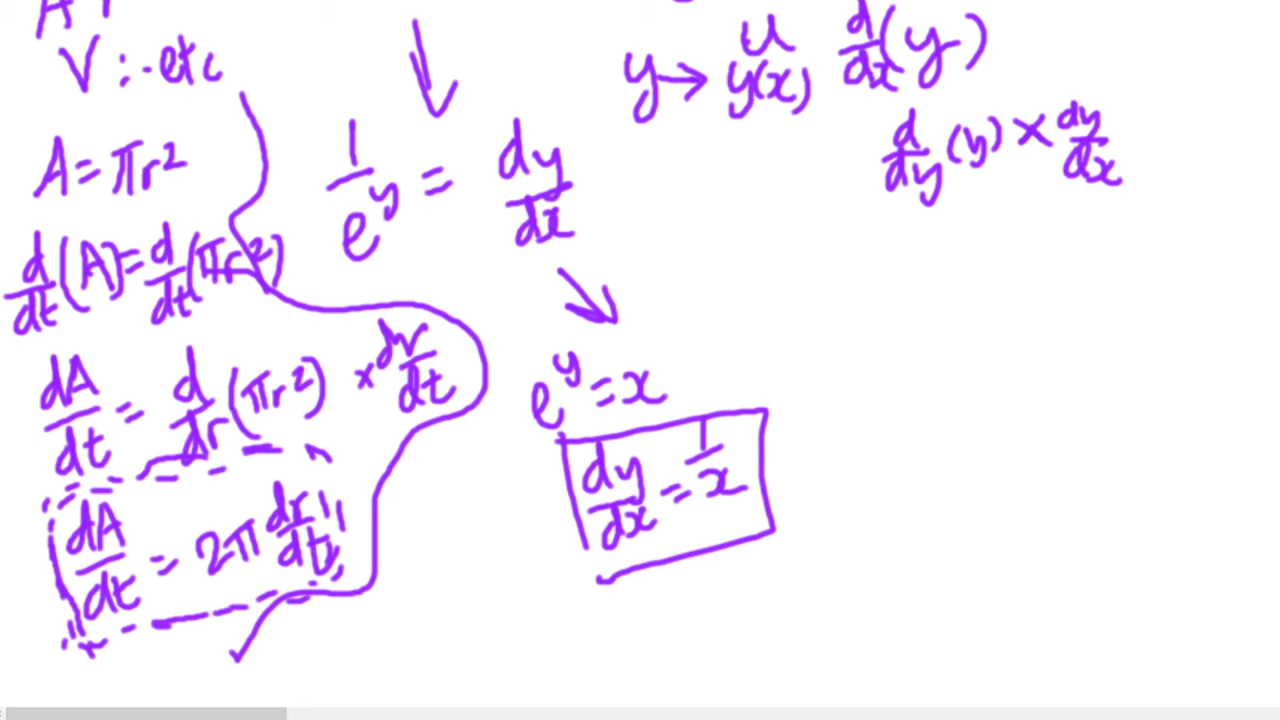 V : - etc
A = πr²
d/dt (A) = d/dt (πr²)
dA/dt = d/dr (πr²) × dr/dt
dA/dt = 2π dr/dt
1/e^y = dy/dx
e^y = x
dy/dx = 1/x
y → y(x)
u
d/dx (y)
d/dy (y) × dy/dx